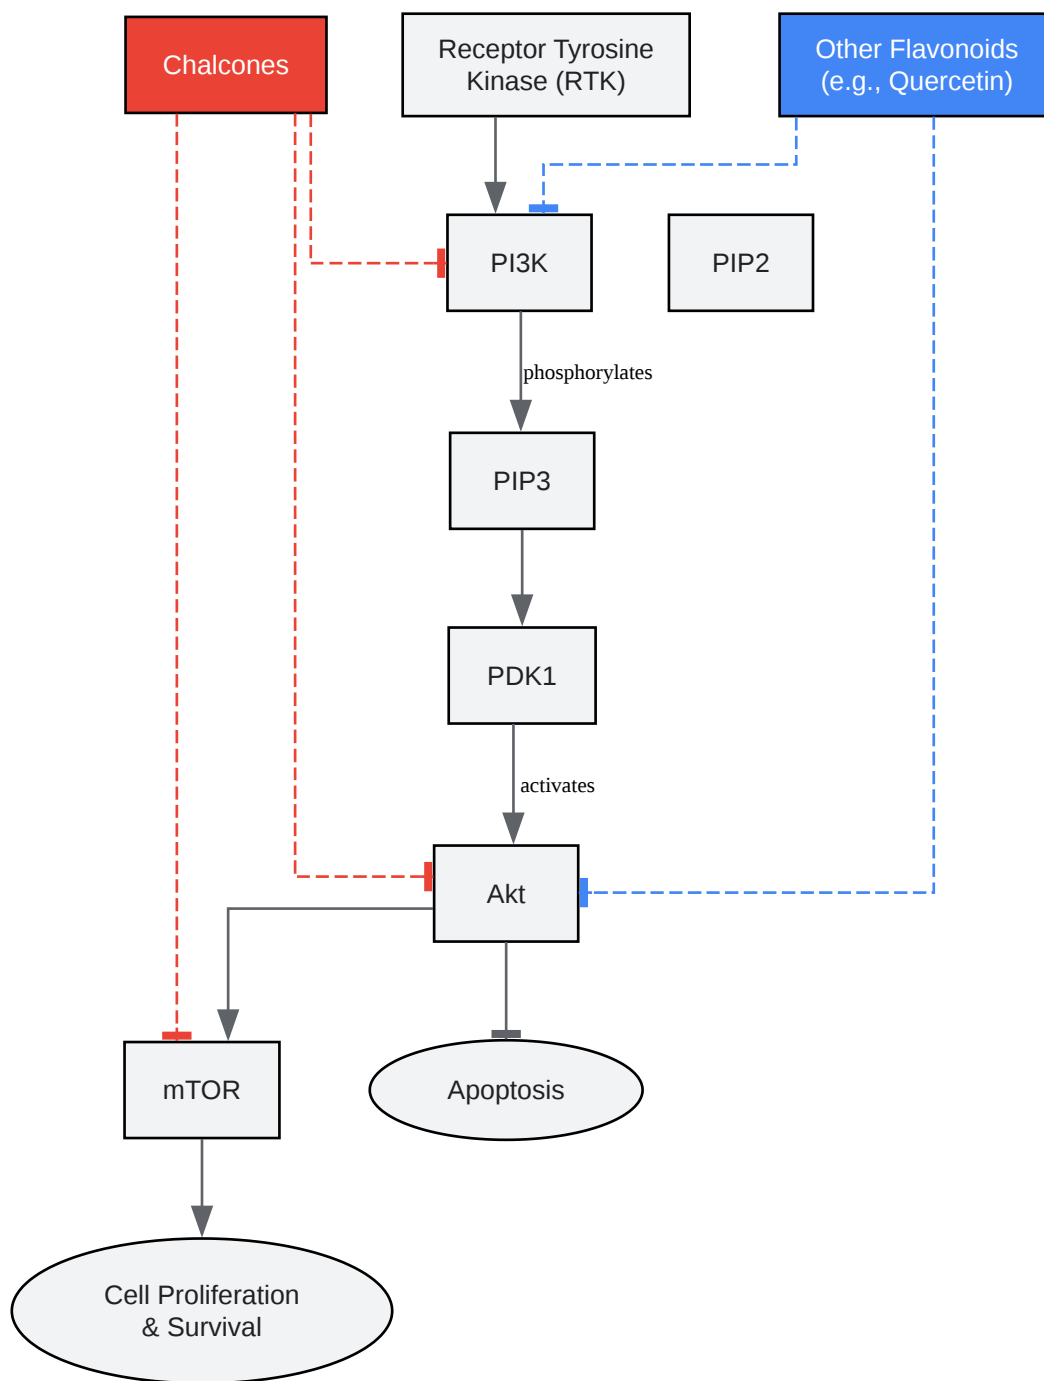 Chalcones
Receptor Tyrosine
Kinase (RTK)
Other Flavonoids
(e.g., Quercetin)
PI3K
PIP2
phosphorylates
PIP3
PDK1
activates
Akt
mTOR
Apoptosis
Cell Proliferation
& Survival